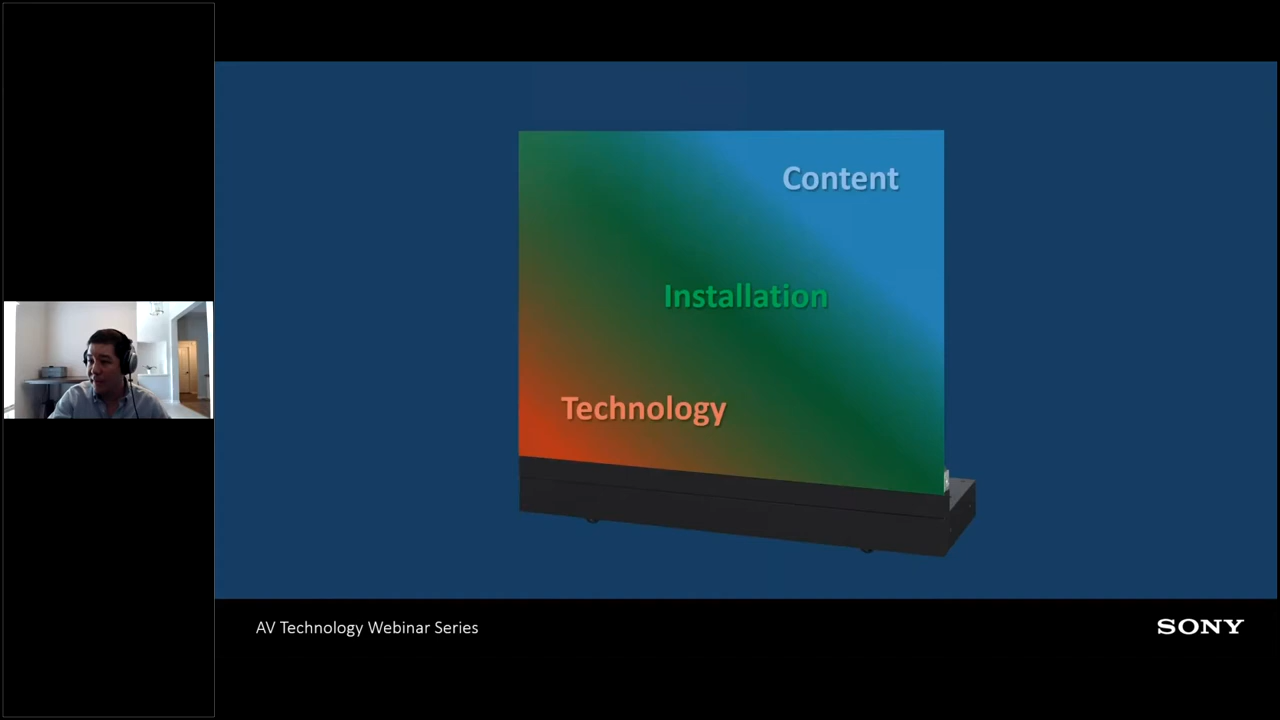 Content
Installation
Technology
AV Technology Webinar Series
SONY